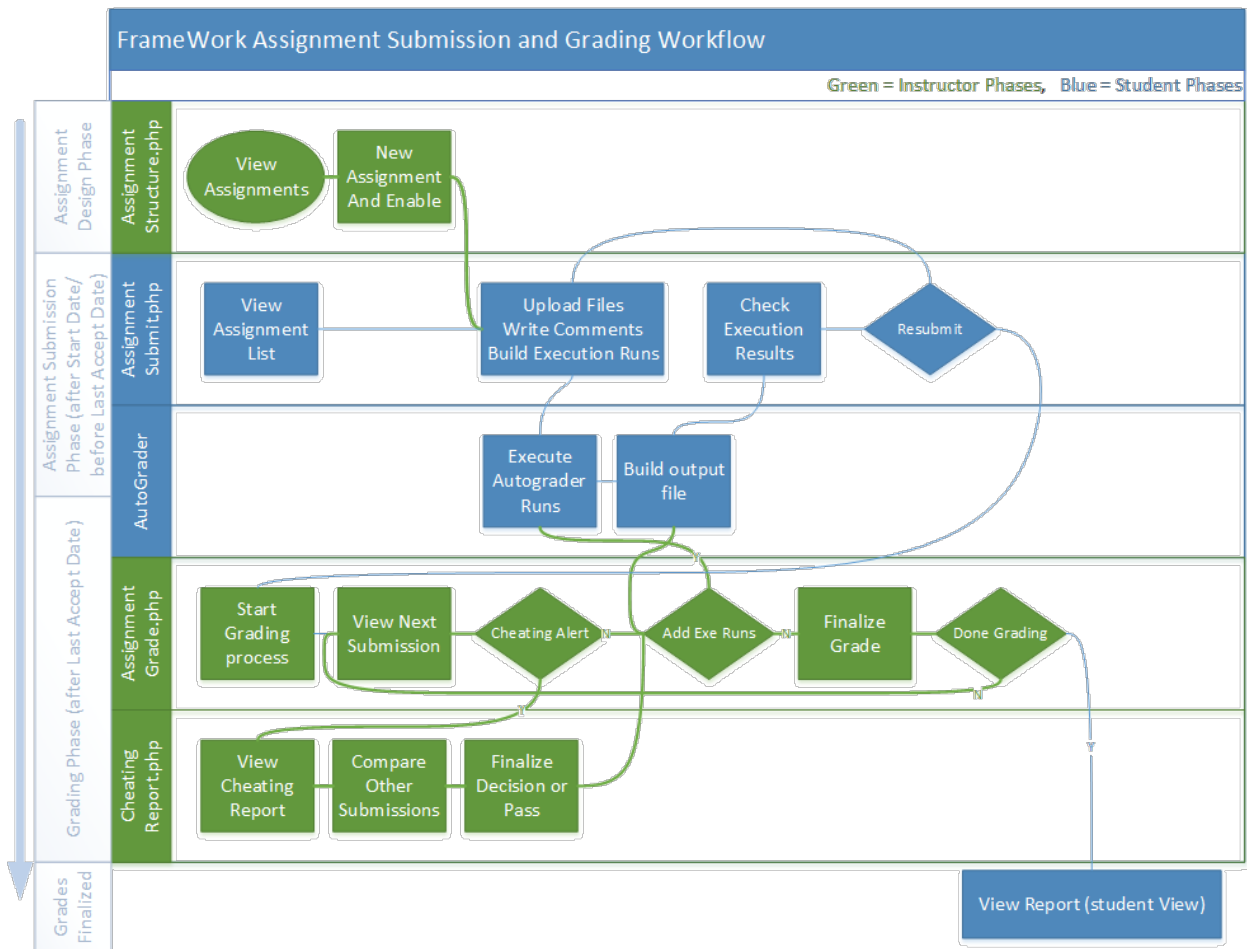 FrameWork Assignment Submission and Grading Workflow
Green = Instructor Phases,  Blue = Student Phases
Assignment
Design Phase
Assignment
Structure.php
View
Assignments
New
Assignment
And Enable
Assignment Submission
Phase (after Start Date/
before Last Accept Date)
Assignment
Submit.php
View
Assignment
List
Upload Files
Write Comments
Build Execution Runs
Check
Execution
Results
Resubmit
AutoGrader
Execute
Autograder
Runs
Build output
file
Y
Grading Phase (after Last Accept Date)
Assignment
Grade.php
Start
Grading
process
View Next
Submission
Cheating Alert
N
Add Exe Runs
N
Finalize
Grade
Done Grading
N
Y
Y
Cheating
Report.php
View
Cheating
Report
Compare
Other
Submissions
Finalize
Decision or
Pass
Grades
Finalized
View Report (student View)